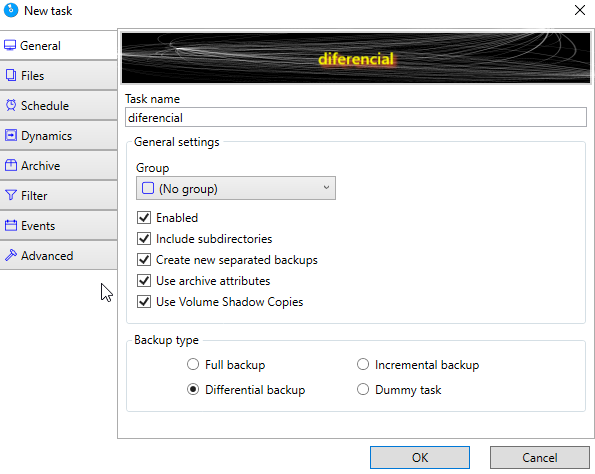 New task
General
Files
Schedule
Dynamics
Archive
Filter
Events
Advanced
diferencial
Task name
diferencial
General settings
Group
(No group)
Enabled
Include subdirectories
Create new separated backups
Use archive attributes
Use Volume Shadow Copies
Backup type
Full backup
Incremental backup
Differential backup
Dummy task
OK
Cancel